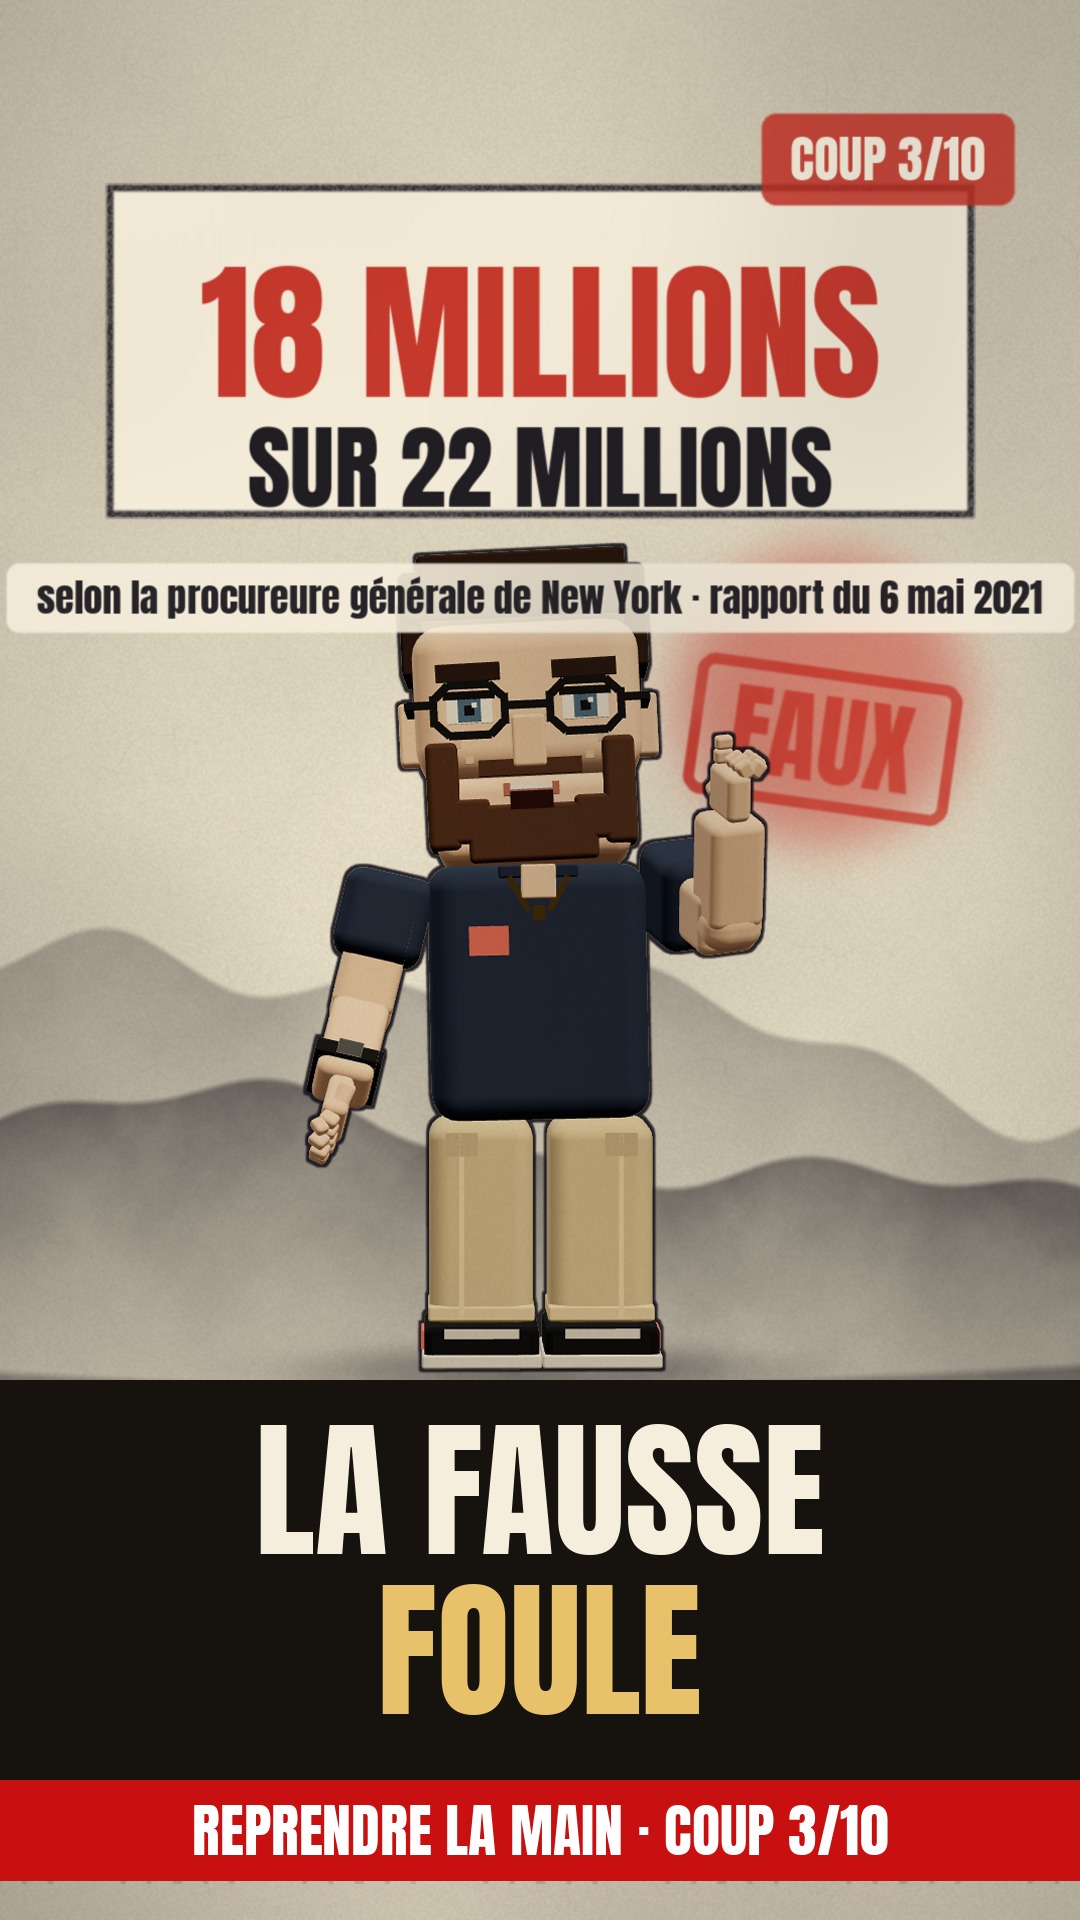 COUP 3/10
18 MILLIONS
SUR 22 MILLIONS
selon la procureure générale de New York · rapport du 6 mai 2021
FAUX
LA FAUSSE
FOULE
REPRENDRE LA MAIN · COUP 3/10